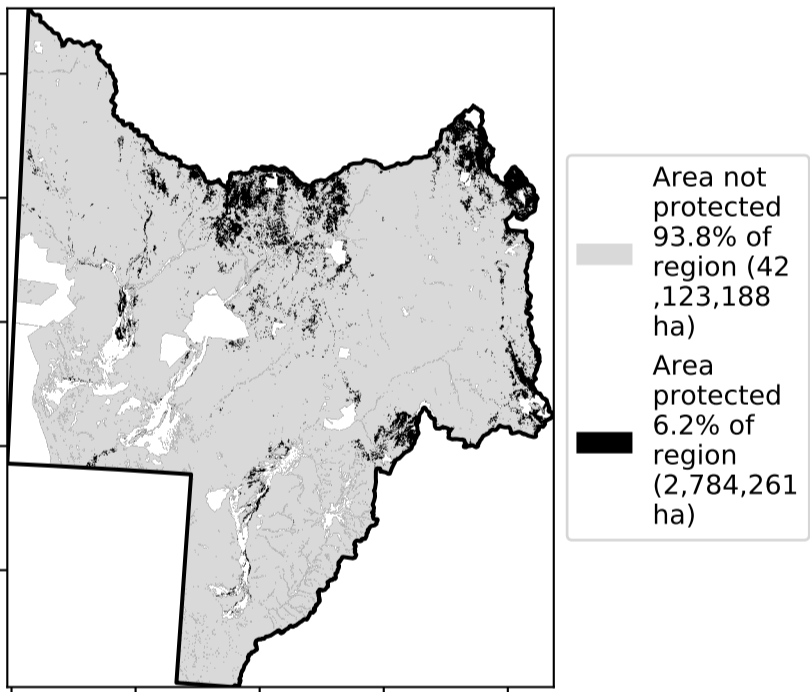 Area not
protected
93.8% of
region (42
,123,188
ha)
Area
protected
6.2% of
region
(2,784,261
ha)